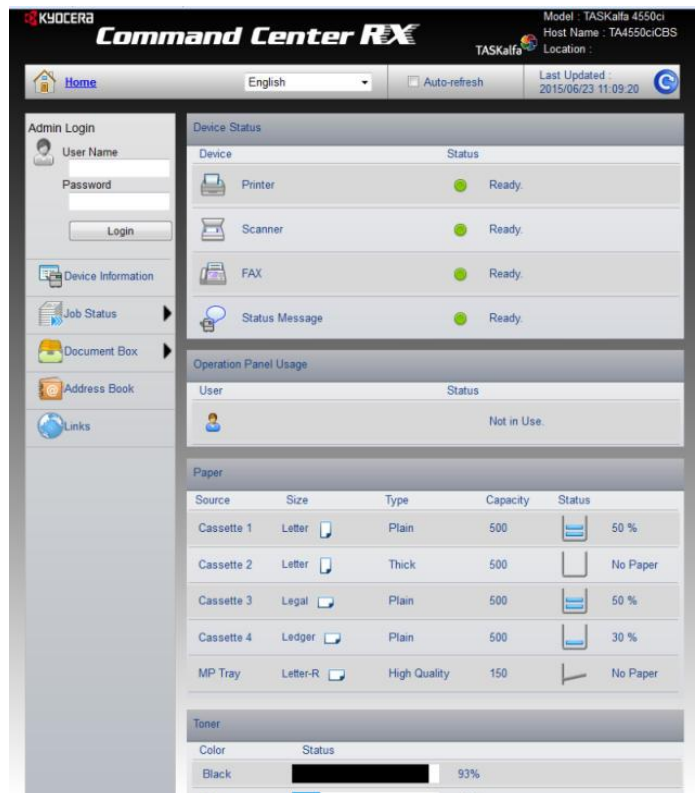 KYOCERA
Command Center RX
TASKalfa
Model : TASKalfa 4550ci
Host Name : TA4550ciCBS
Location :
Home
English
Auto-refresh
Last Updated :
2015/06/23 11:09:20
Admin Login
User Name
Password
Login
Device Information
Job Status
Document Box
Address Book
Links
Device Status
Device Status
Printer Ready.
Scanner Ready.
FAX Ready.
Status Message Ready.
Operation Panel Usage
User Status
Not in Use.
Paper
Source Size Type Capacity Status
Cassette 1 Letter Plain 500 50 %
Cassette 2 Letter Thick 500 No Paper
Cassette 3 Legal Plain 500 50 %
Cassette 4 Ledger Plain 500 30 %
MP Tray Letter-R High Quality 150 No Paper
Toner
Color Status
Black 93%